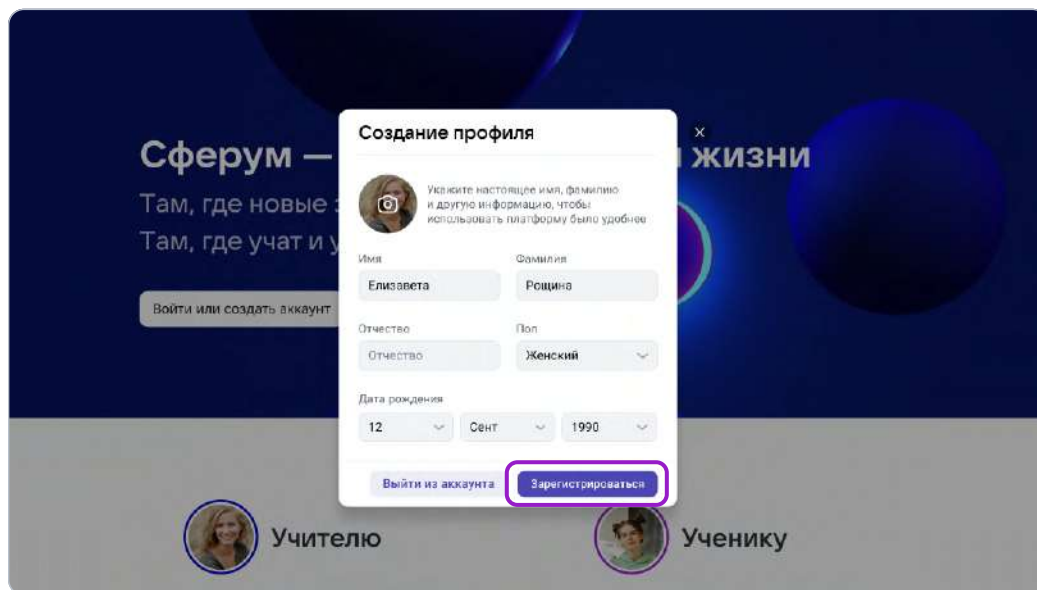 Создание профиля
Сферум —
жизни
Укажите настоящее имя, фамилию
и другую информацию, чтобы
использовать платформу было удобнее
Там, где новые
Там, где учат и у
Имя
Фамилия
Елизавета
Рощина
Войти или создать аккаунт
Отчество
Пол
Отчество
Женский
Дата рождения
12
Сент
1990
Выйти из аккаунта
Зарегистрироваться
Учителю
Ученику